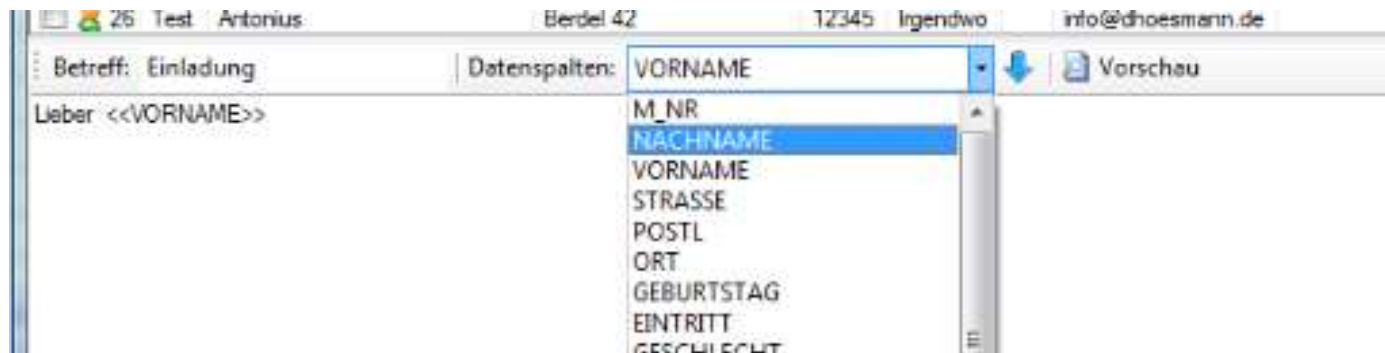 26 Test Antonius Berdel 42 12345 Irgendwo info@dhoesmann.de
Betreff: Einladung Datenspalten: VORNAME Vorschau
Lieber <<VORNAME>>
M_NR
NACHNAME
VORNAME
STRASSE
POSTL
ORT
GEBURTSTAG
EINTRITT
GESCHLECHT